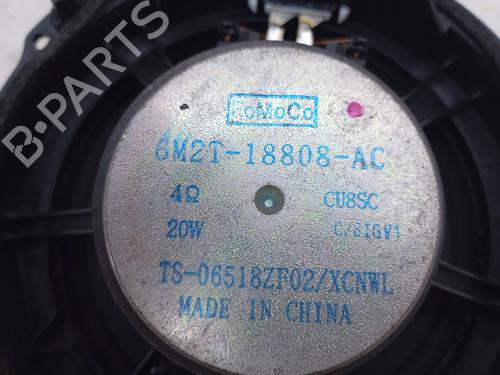 FoMoCo
6M2T-18808-AC
4Ω CU8SC
20W C/8IGV1
TS-06518ZF02/XCNWL
MADE IN CHINA
B-PARTS